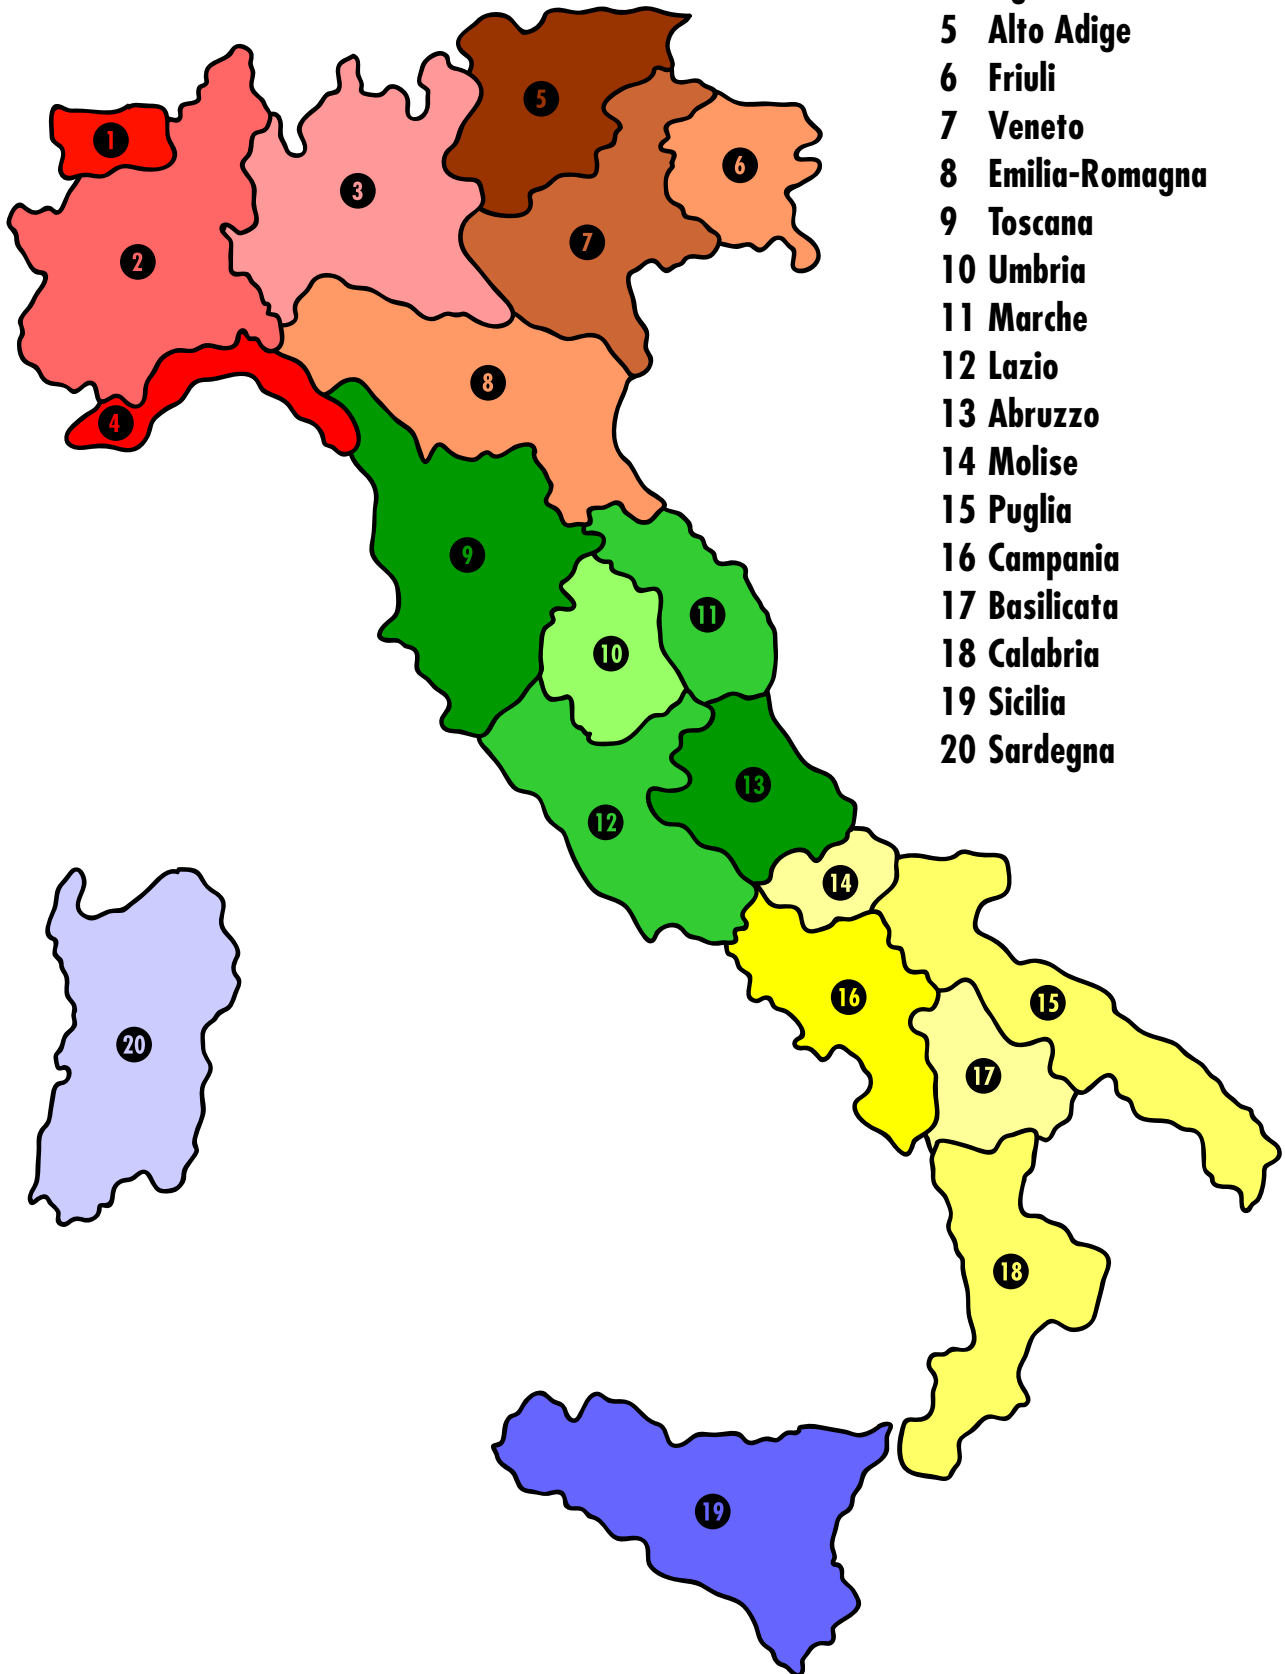 5 Alto Adige
6 Friuli
7 Veneto
8 Emilia-Romagna
9 Toscana
10 Umbria
11 Marche
12 Lazio
13 Abruzzo
14 Molise
15 Puglia
16 Campania
17 Basilicata
18 Calabria
19 Sicilia
20 Sardegna
5
1
6
3
7
2
8
4
9
11
10
13
12
14
16
15
20
17
18
19